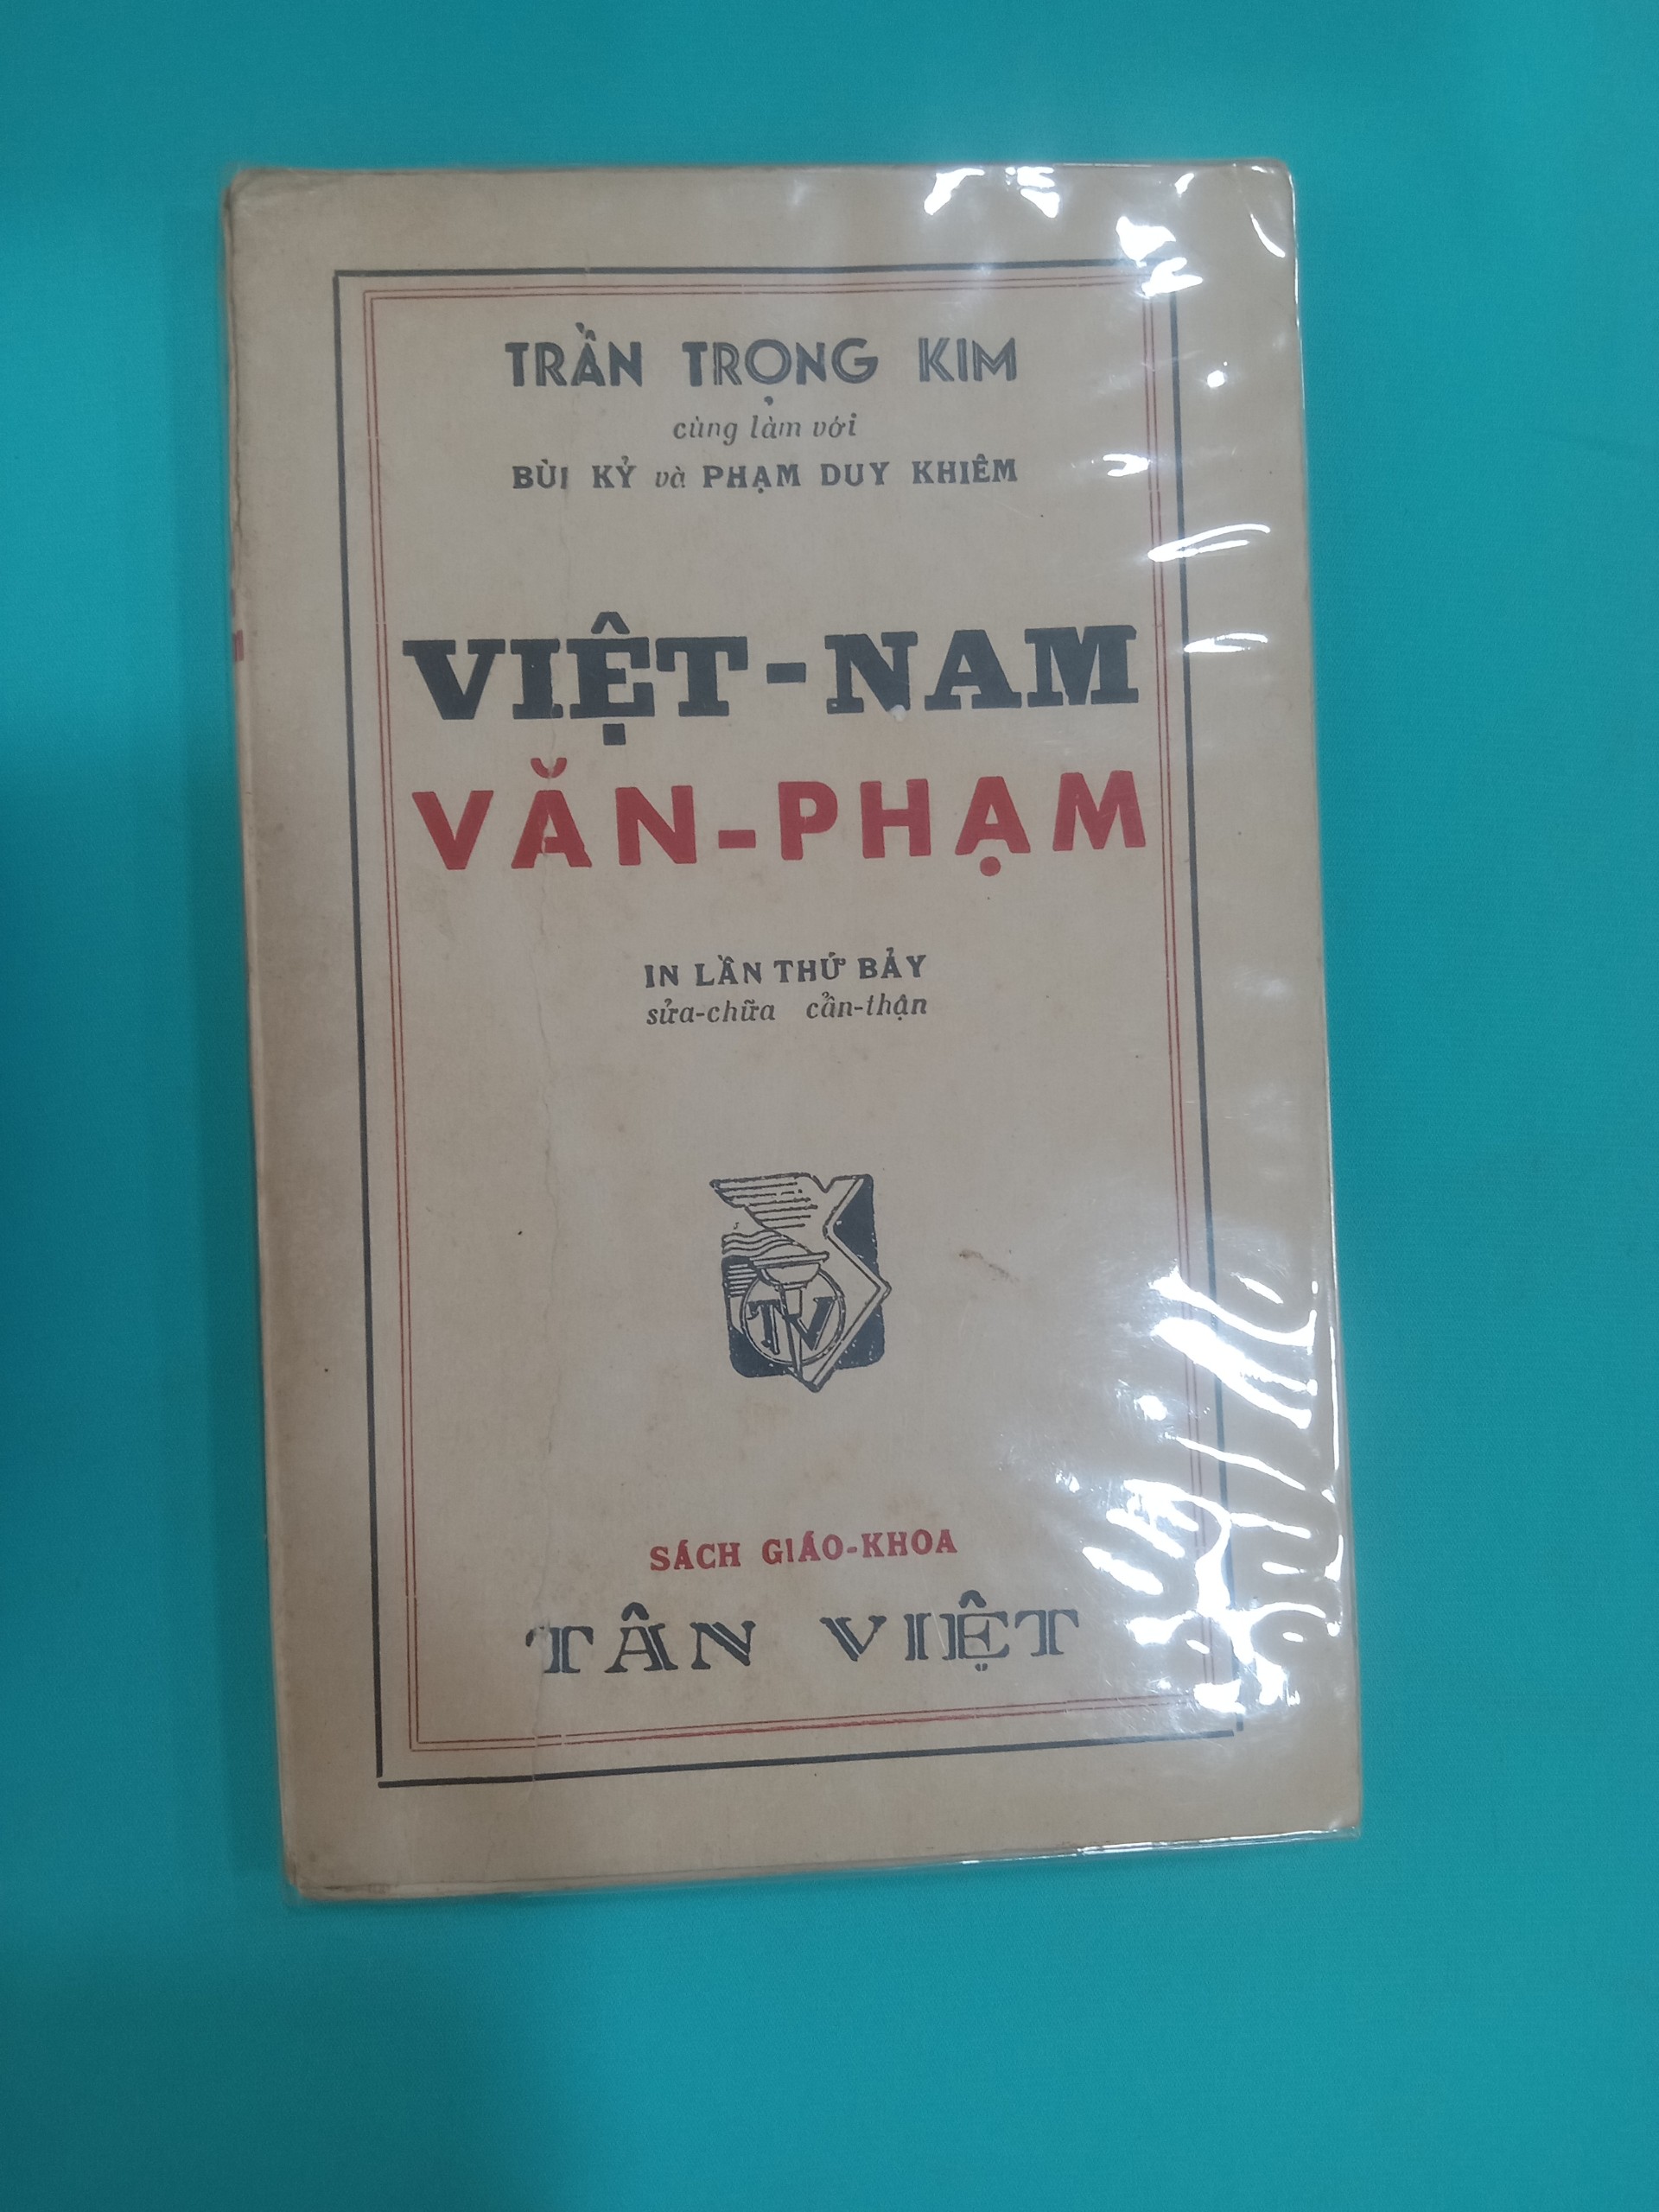 TRẦN TRỌNG KIM
cùng làm với
BÙI KỶ và PHẠM DUY KHIÊM
VIỆT-NAM
VĂN-PHẠM
IN LẦN THỨ BẢY
sửa-chữa cẩn-thận
TV
SÁCH GIÁO-KHOA
TÂN VIỆT